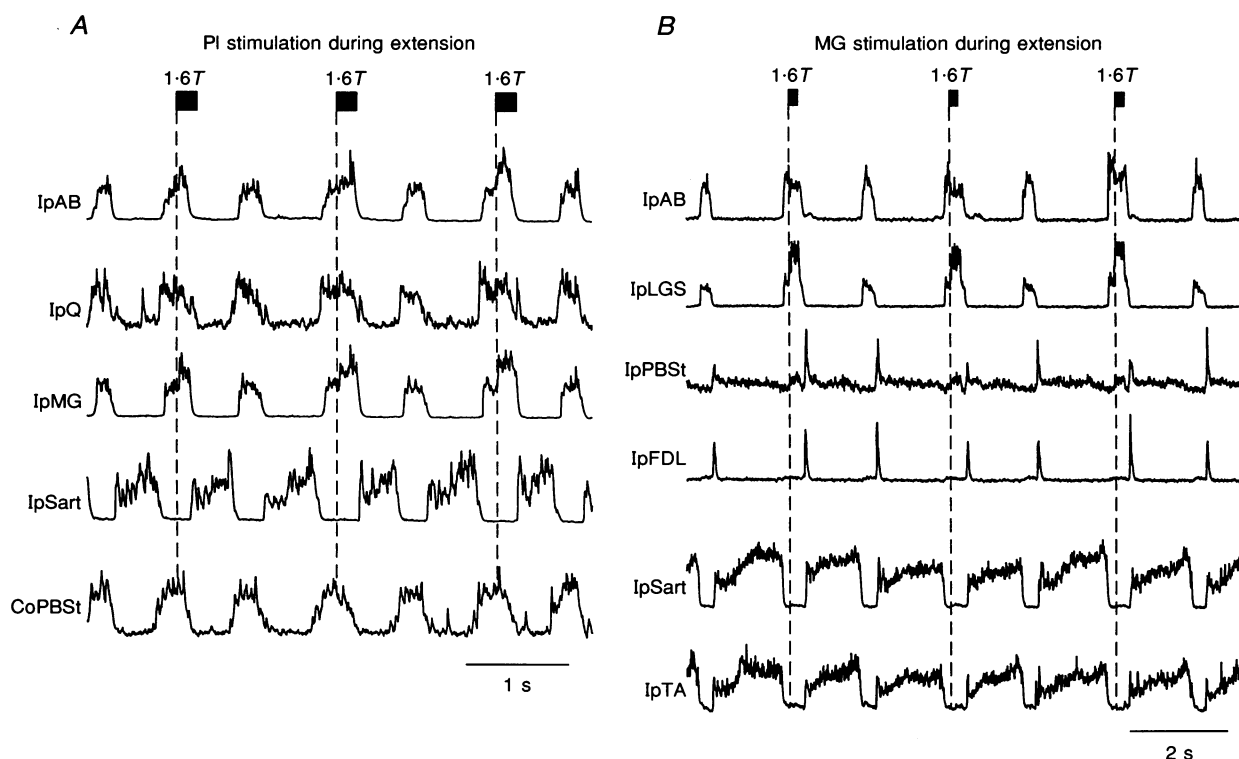 A
Pl stimulation during extension
1·6T 1·6T 1·6T
IpAB
IpQ
IpMG
IpSart
CoPBSt
1 s
B
MG stimulation during extension
1·6T 1·6T 1·6T
IpAB
IpLGS
IpPBSt
IpFDL
IpSart
IpTA
2 s